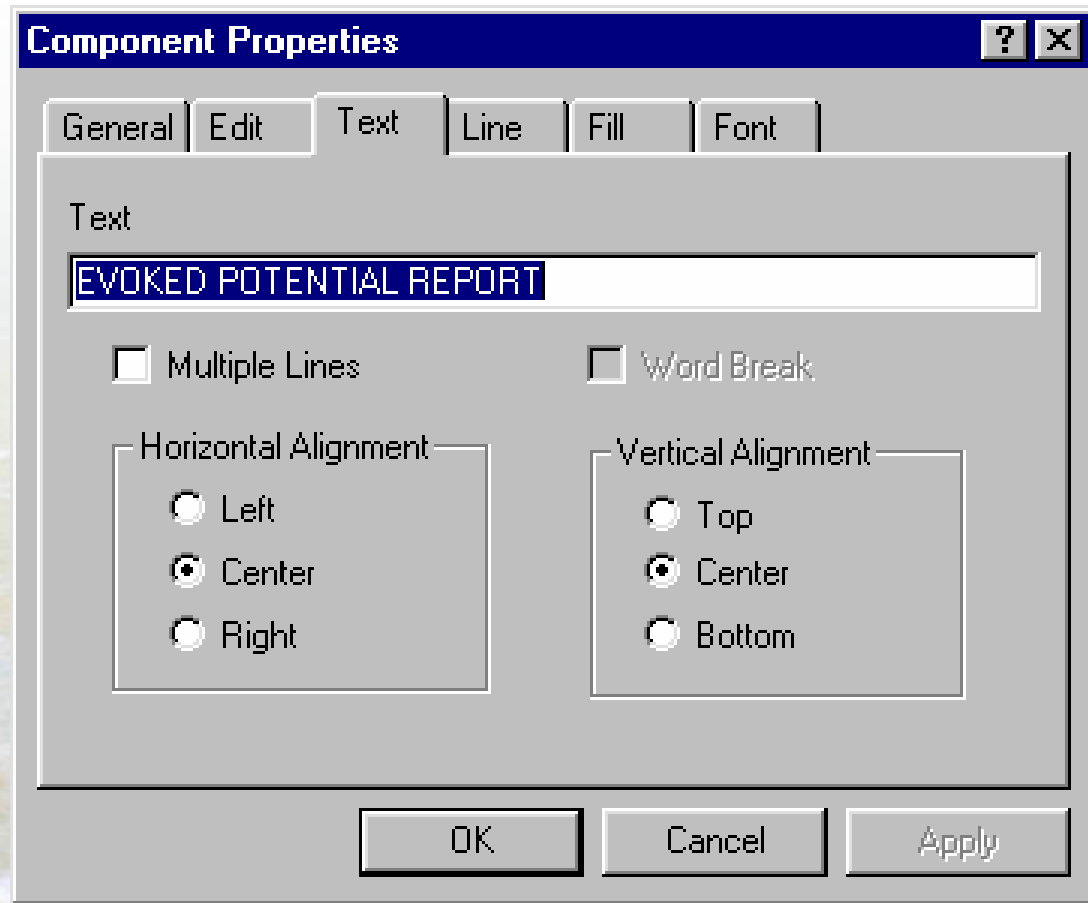 Component Properties
General Edit Text Line Fill Font
Text
EVOKED POTENTIAL REPORT
Multiple Lines Word Break
Horizontal Alignment Vertical Alignment
Left Top
Center Center
Right Bottom
OK Cancel Apply